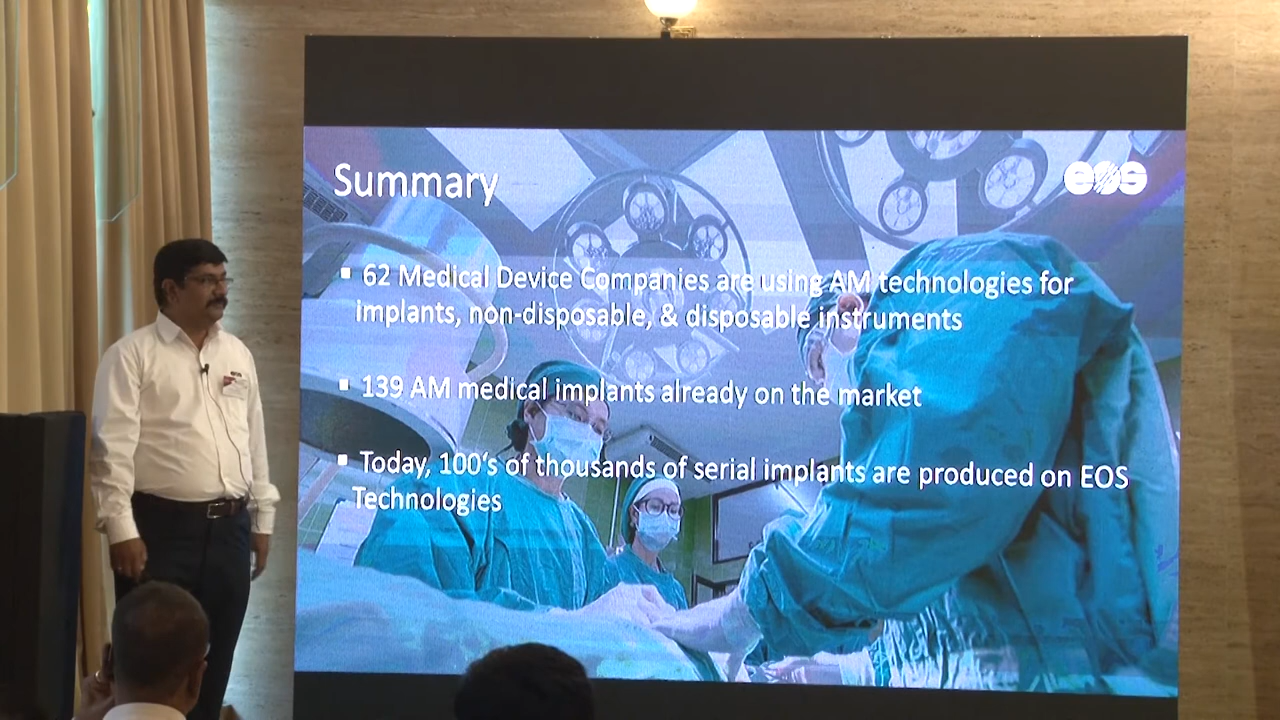 Summary
eos
▪ 62 Medical Device Companies are using AM technologies for
implants, non-disposable, & disposable instruments
▪ 139 AM medical implants already on the market
▪ Today, 100's of thousands of serial implants are produced on EOS
Technologies
eos